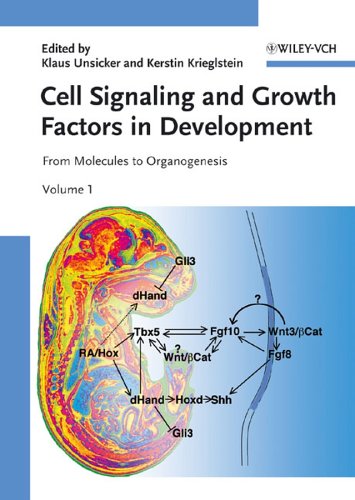 Edited by
Klaus Unsicker and Kerstin Krieglstein
WILEY-VCH
Cell Signaling and Growth
Factors in Development
From Molecules to Organogenesis
Volume 1
Gli3
dHand
?
Tbx5
Fgf10
Wnt3/βCat
RA/Hox
?
Wnt/βCat
Fgf8
dHand
Hoxd
Shh
Gli3